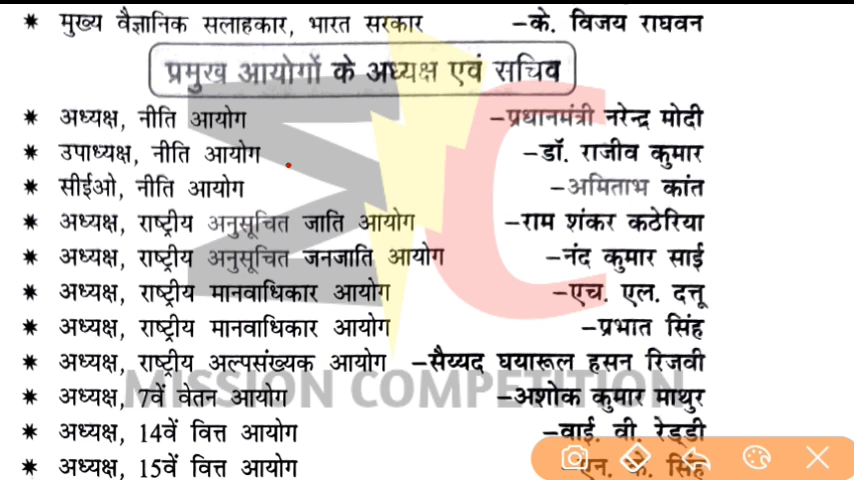 * मुख्य वैज्ञानिक सलाहकार, भारत सरकार –के. विजय राघवन
प्रमुख आयोगों के अध्यक्ष एवं सचिव
* अध्यक्ष, नीति आयोग –प्रधानमंत्री नरेन्द्र मोदी
* उपाध्यक्ष, नीति आयोग –डॉ. राजीव कुमार
* सीईओ, नीति आयोग –अमिताभ कांत
* अध्यक्ष, राष्ट्रीय अनुसूचित जाति आयोग –राम शंकर कठेरिया
* अध्यक्ष, राष्ट्रीय अनुसूचित जनजाति आयोग –नंद कुमार साई
* अध्यक्ष, राष्ट्रीय मानवाधिकार आयोग –एच. एल. दत्तू
* अध्यक्ष, राष्ट्रीय मानवाधिकार आयोग –प्रभात सिंह
* अध्यक्ष, राष्ट्रीय अल्पसंख्यक आयोग –सैय्यद घयारूल हसन रिजवी
MISSION COMPETITION
* अध्यक्ष, 7वें वेतन आयोग –अशोक कुमार माथुर
* अध्यक्ष, 14वें वित्त आयोग –वाई. वी. रेड्डी
* अध्यक्ष, 15वें वित्त आयोग –एन. के. सिंह